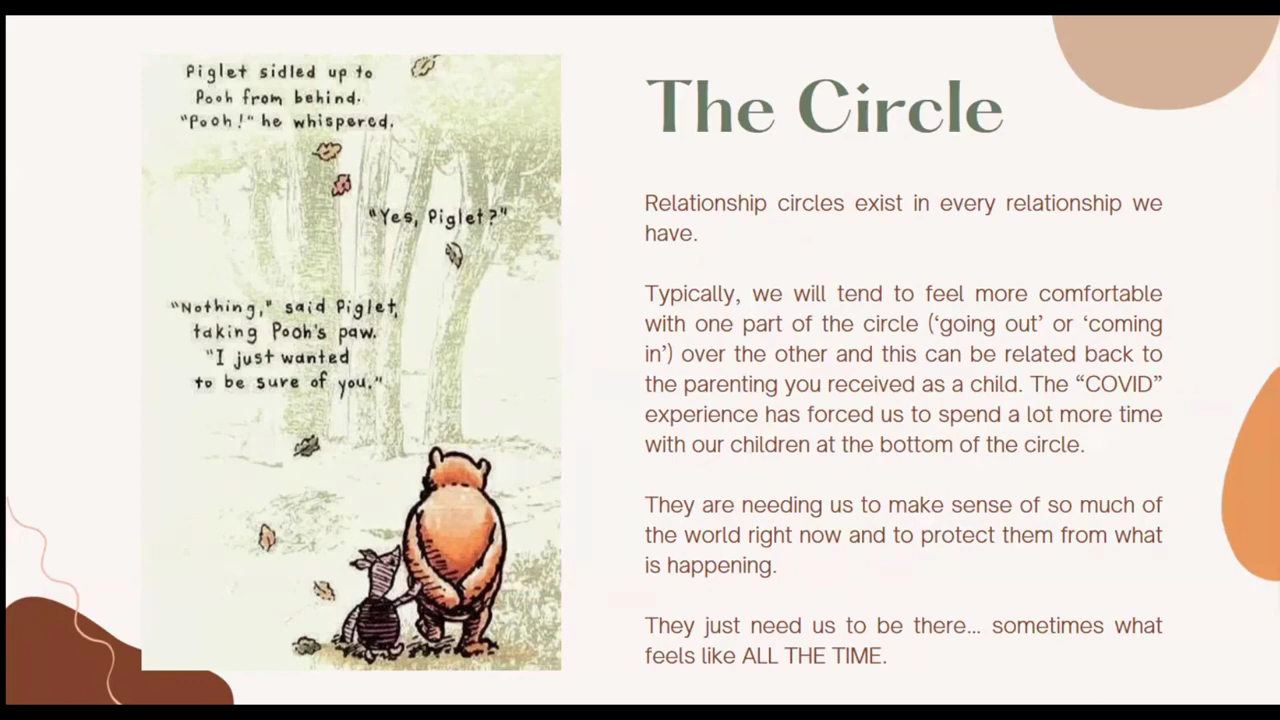 Piglet sidled up to
Pooh from behind.
"Pooh!" he whispered.
"Yes, Piglet?"
"Nothing," said Piglet,
taking Pooh's paw.
"I just wanted
to be sure of you."
The Circle
Relationship circles exist in every relationship we
have.
Typically, we will tend to feel more comfortable
with one part of the circle (‘going out’ or ‘coming
in’) over the other and this can be related back to
the parenting you received as a child. The “COVID”
experience has forced us to spend a lot more time
with our children at the bottom of the circle.
They are needing us to make sense of so much of
the world right now and to protect them from what
is happening.
They just need us to be there... sometimes what
feels like ALL THE TIME.